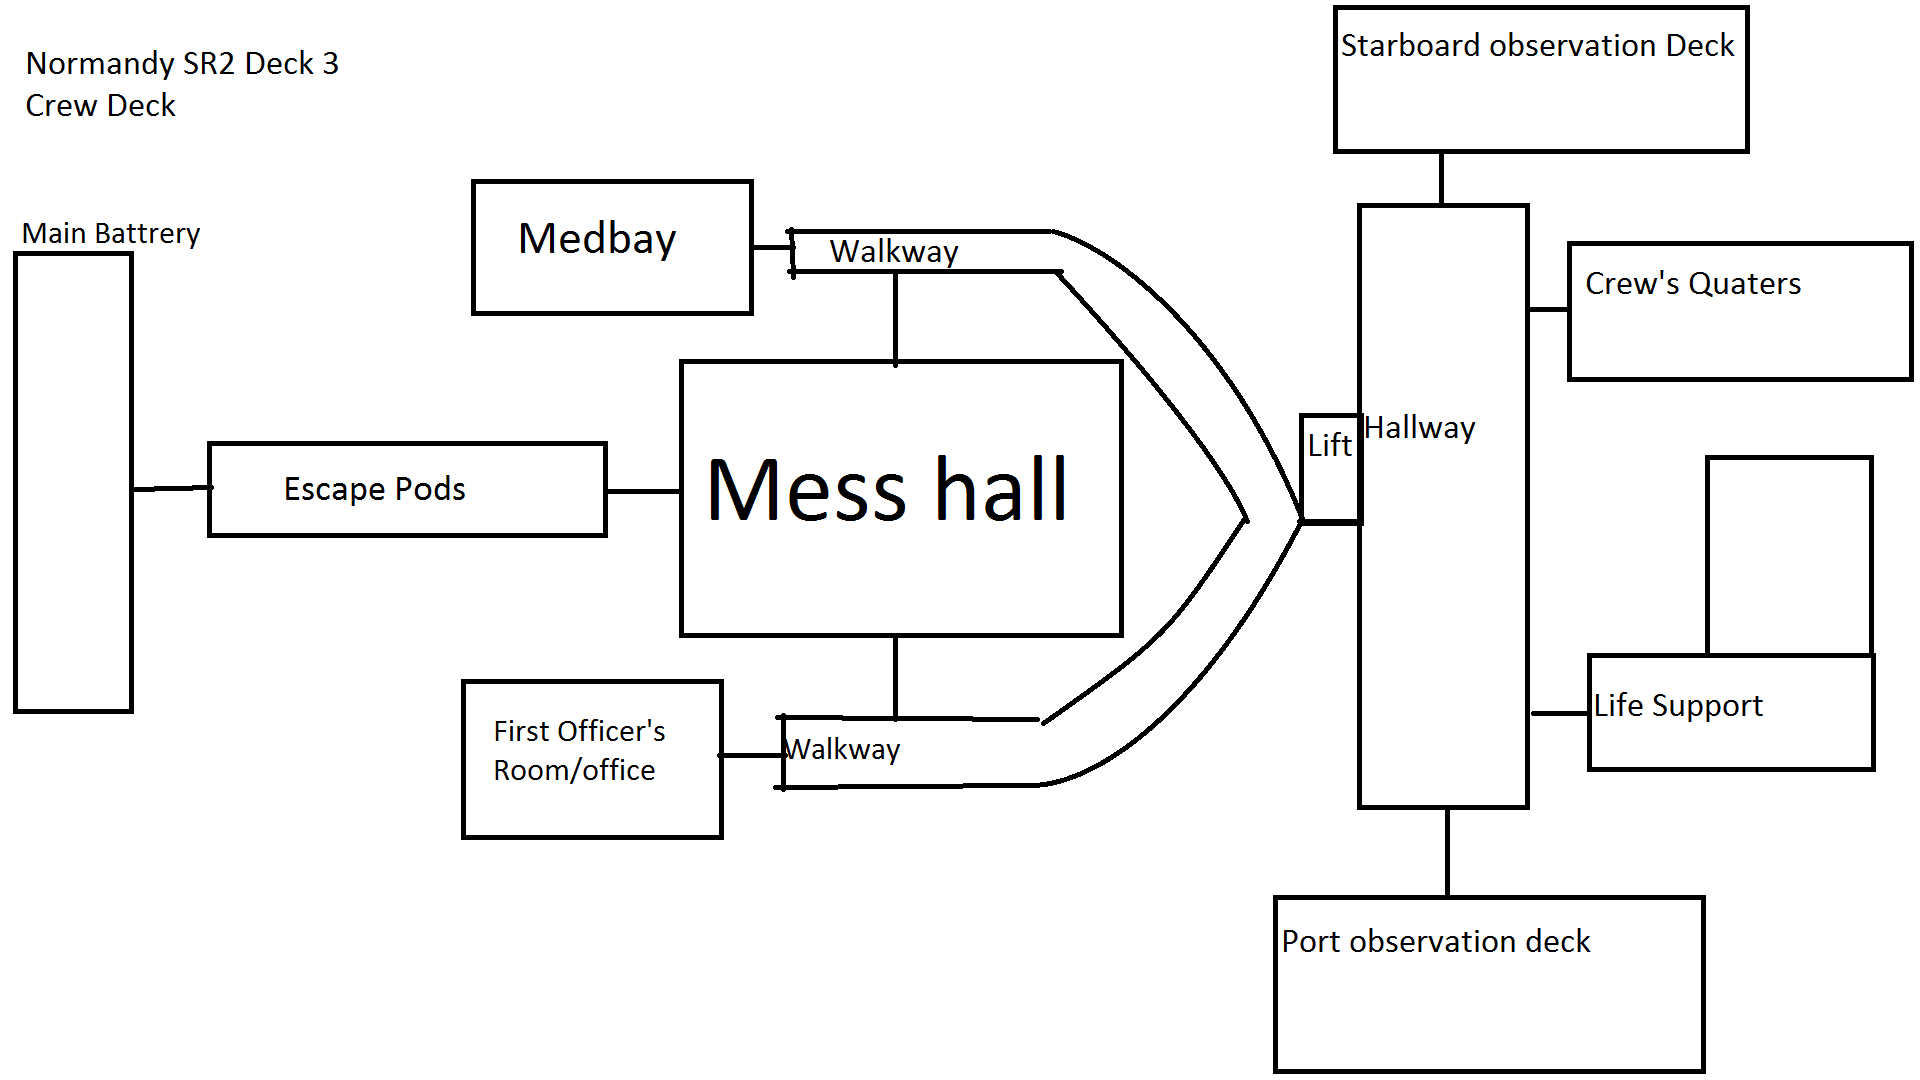 Normandy SR2 Deck 3
Crew Deck
Starboard observation Deck
Main Battrery
Medbay
Walkway
Crew's Quaters
Lift
Hallway
Escape Pods
Mess hall
First Officer's
Room/office
Walkway
Life Support
Port observation deck